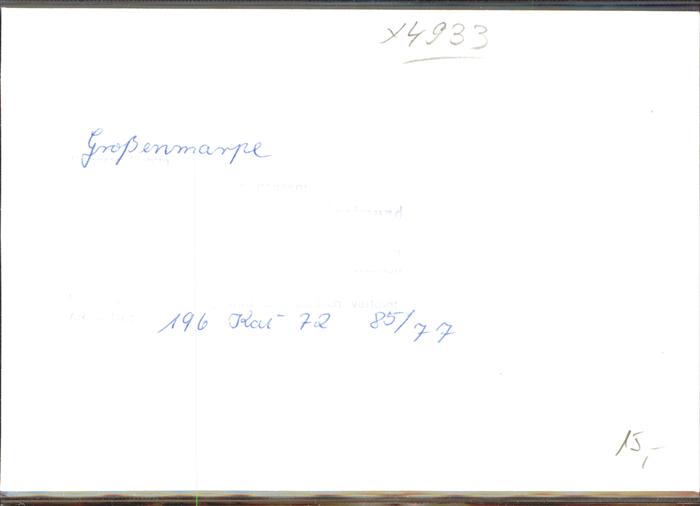 x4933
Großenmarpe
196 Kat 72 85/77
15,-